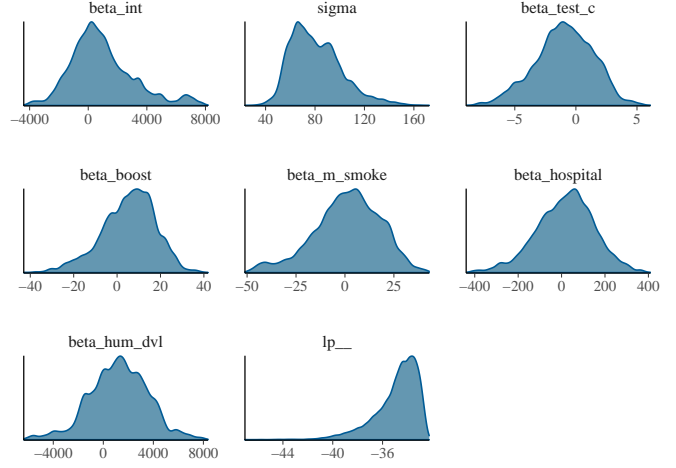 beta_int sigma beta_test_c
−4000 0 4000 8000 40 80 120 160 −5 0 5
beta_boost beta_m_smoke beta_hospital
−40 −20 0 20 40 −50 −25 0 25 −400 −200 0 200 400
beta_hum_dvl lp__
−4000 0 4000 8000 −44 −40 −36